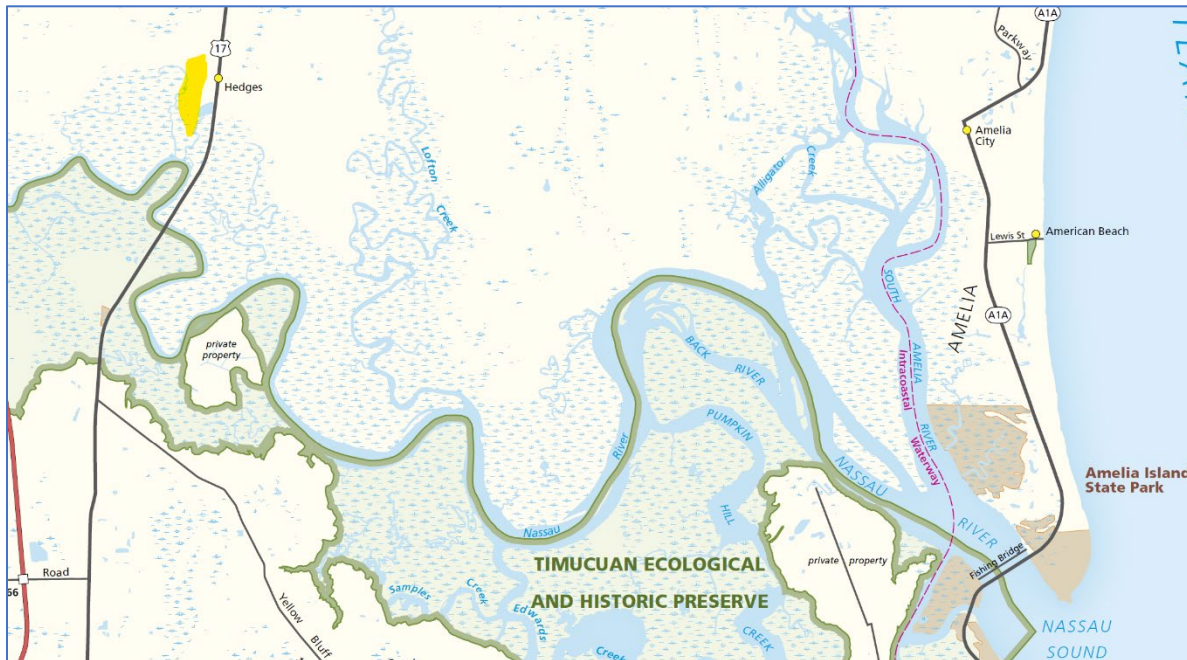 A1A
17
Parkway
Hedges
Amelia
City
Lofton
Creek
Alligator
Creek
Lewis St
American Beach
SOUTH
AMELIA
RIVER
AMELIA
A1A
Intracoastal
Waterway
private
property
BACK
RIVER
PUMPKIN
HILL
CREEK
River
Nassau
NASSAU
RIVER
Amelia Island
State Park
Fishing Bridge
TIMUCUAN ECOLOGICAL
AND HISTORIC PRESERVE
private property
Road
Yellow
Bluff
Samples
Creek
Edwards
Creek
NASSAU
SOUND